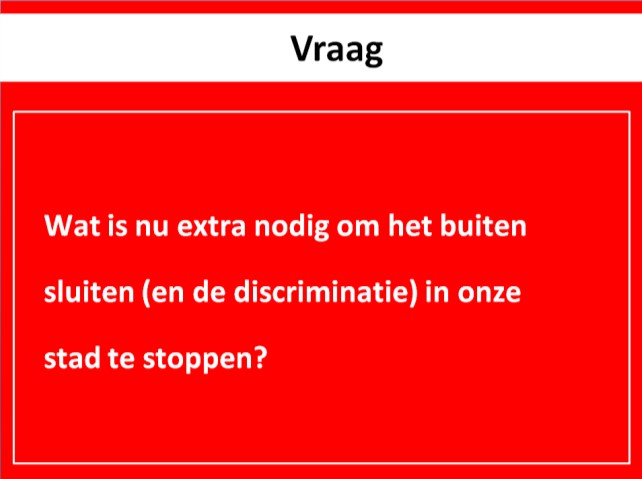 Vraag
Wat is nu extra nodig om het buiten
sluiten (en de discriminatie) in onze
stad te stoppen?